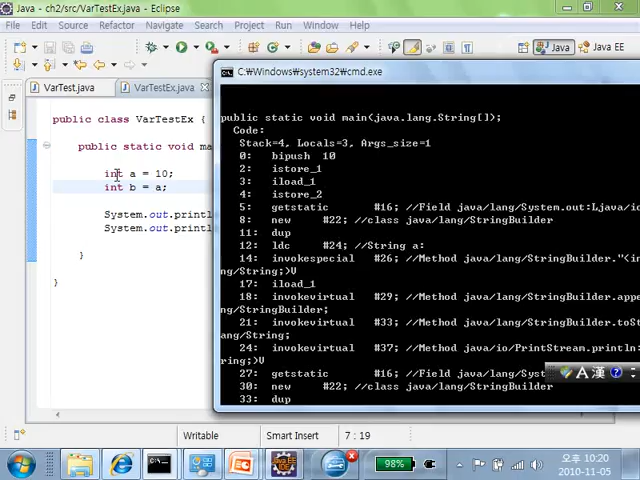 Java - ch2/src/VarTestEx.java - Eclipse
File Edit Source Refactor Navigate Search Project Run Window Help
Java
Java EE
VarTest.java
VarTestEx.java
C:\Windows\system32\cmd.exe
public class VarTestEx {
public static void ma
int a = 10;
int b = a;
System.out.println
System.out.println
}
}
public static void main(java.lang.String[]);
Code:
Stack=4, Locals=3, Args_size=1
0: bipush 10
2: istore_1
3: iload_1
4: istore_2
5: getstatic #16; //Field java/lang/System.out:Ljava/io
8: new #22; //class java/lang/StringBuilder
11: dup
12: ldc #24; //String a:
14: invokespecial #26; //Method java/lang/StringBuilder."<in
ng/String;)V
17: iload_1
18: invokevirtual #29; //Method java/lang/StringBuilder.appe
ng/StringBuilder;
21: invokevirtual #33; //Method java/lang/StringBuilder.toSt
ang/String;
24: invokevirtual #37; //Method java/io/PrintStream.println:
ring;)V
27: getstatic #16; //Field java/lang/Syst
30: new #22; //class java/lang/StringBuilder
33: dup
A 漢
Writable
Smart Insert
7 : 19
98%
오후 10:20
2010-11-05